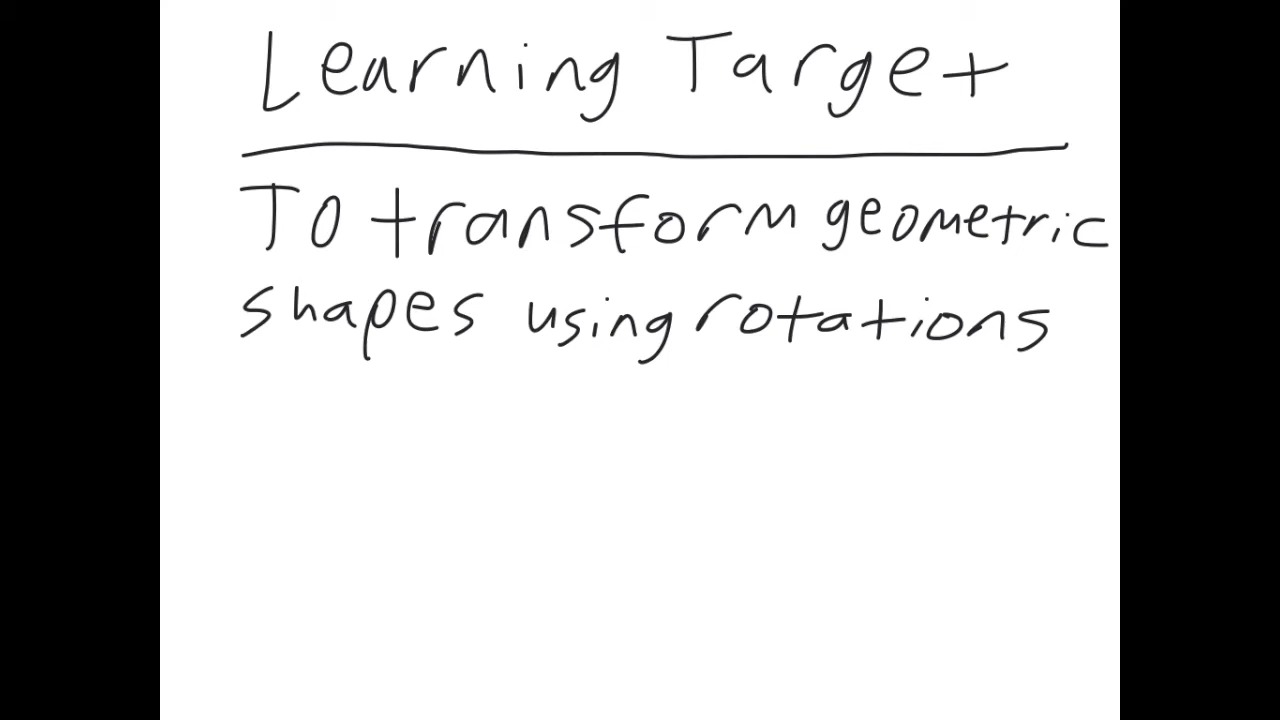 Learning Target
To transform geometric
shapes using rotations